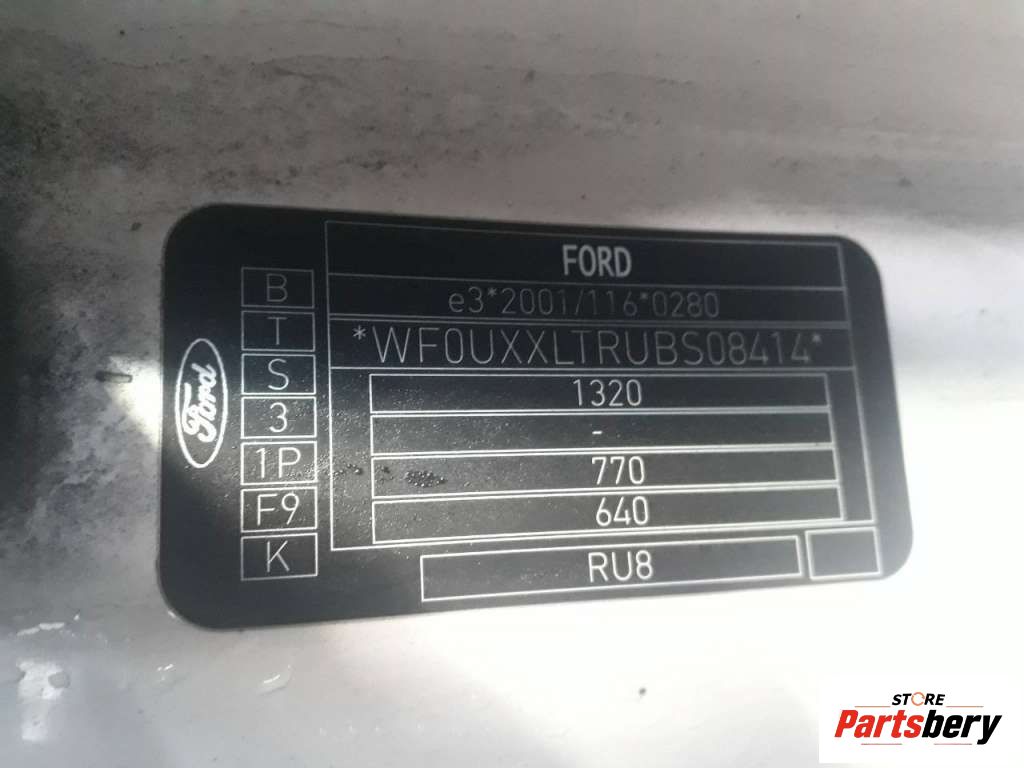 FORD
e3*2001/116*0280
*WF0UXXLTRUBS08414*
1320
-
770
640
RU8
B
T
S
3
1P
F9
K
Ford
STORE
Partsbery